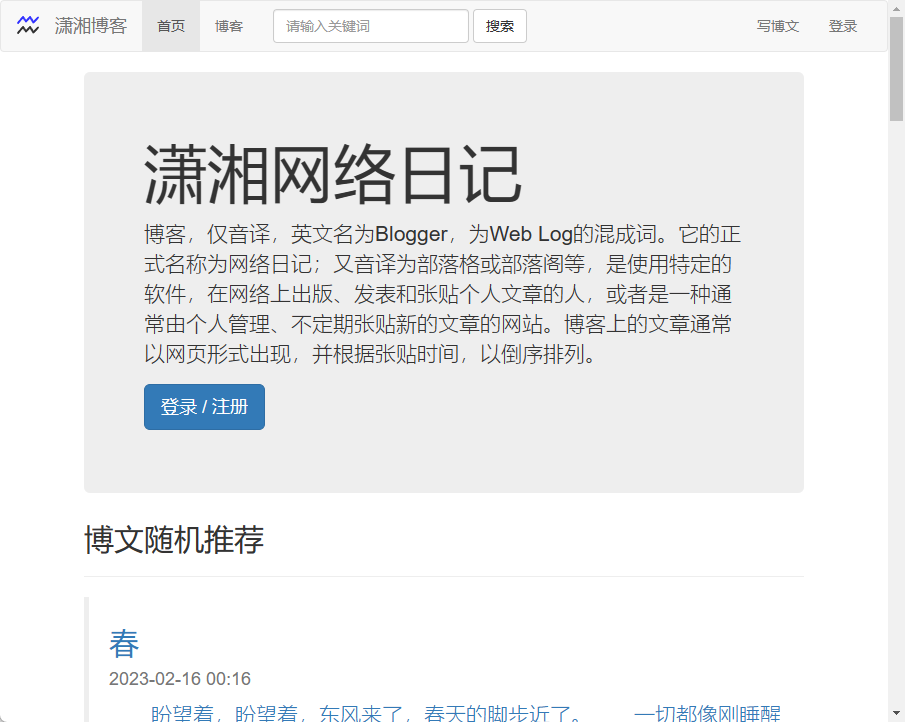 潇湘博客 首页 博客 请输入关键词 搜索 写博文 登录
潇湘网络日记
博客，仅音译，英文名为Blogger，为Web Log的混成词。它的正
式名称为网络日记；又音译为部落格或部落阁等，是使用特定的
软件，在网络上出版、发表和张贴个人文章的人，或者是一种通
常由个人管理、不定期张贴新的文章的网站。博客上的文章通常
以网页形式出现，并根据张贴时间，以倒序排列。
登录 / 注册
博文随机推荐
春
2023-02-16 00:16
盼望着，盼望着，东风来了，春天的脚步近了。 一切都像刚睡醒